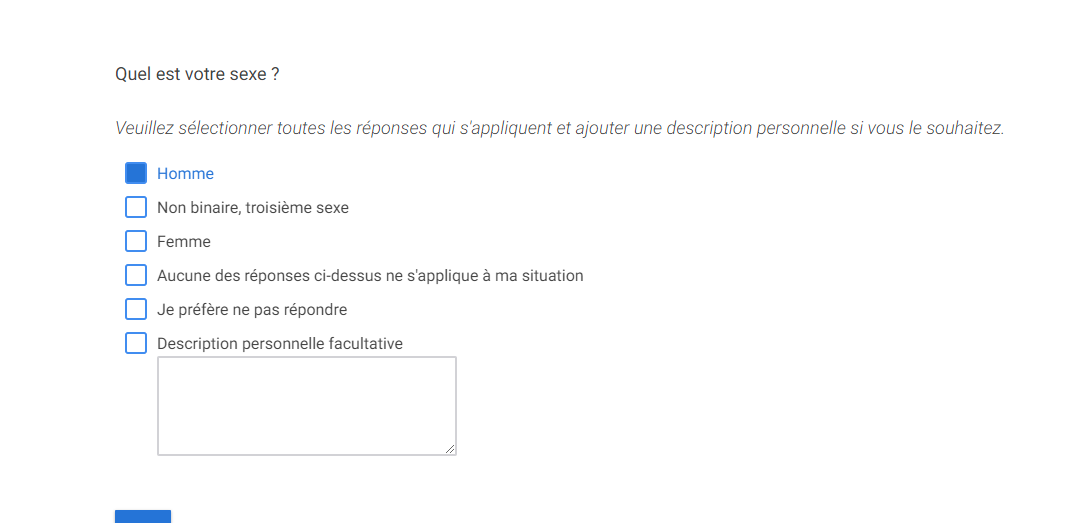 Quel est votre sexe ?
Veuillez sélectionner toutes les réponses qui s'appliquent et ajouter une description personnelle si vous le souhaitez.
Homme
Non binaire, troisième sexe
Femme
Aucune des réponses ci-dessus ne s'applique à ma situation
Je préfère ne pas répondre
Description personnelle facultative